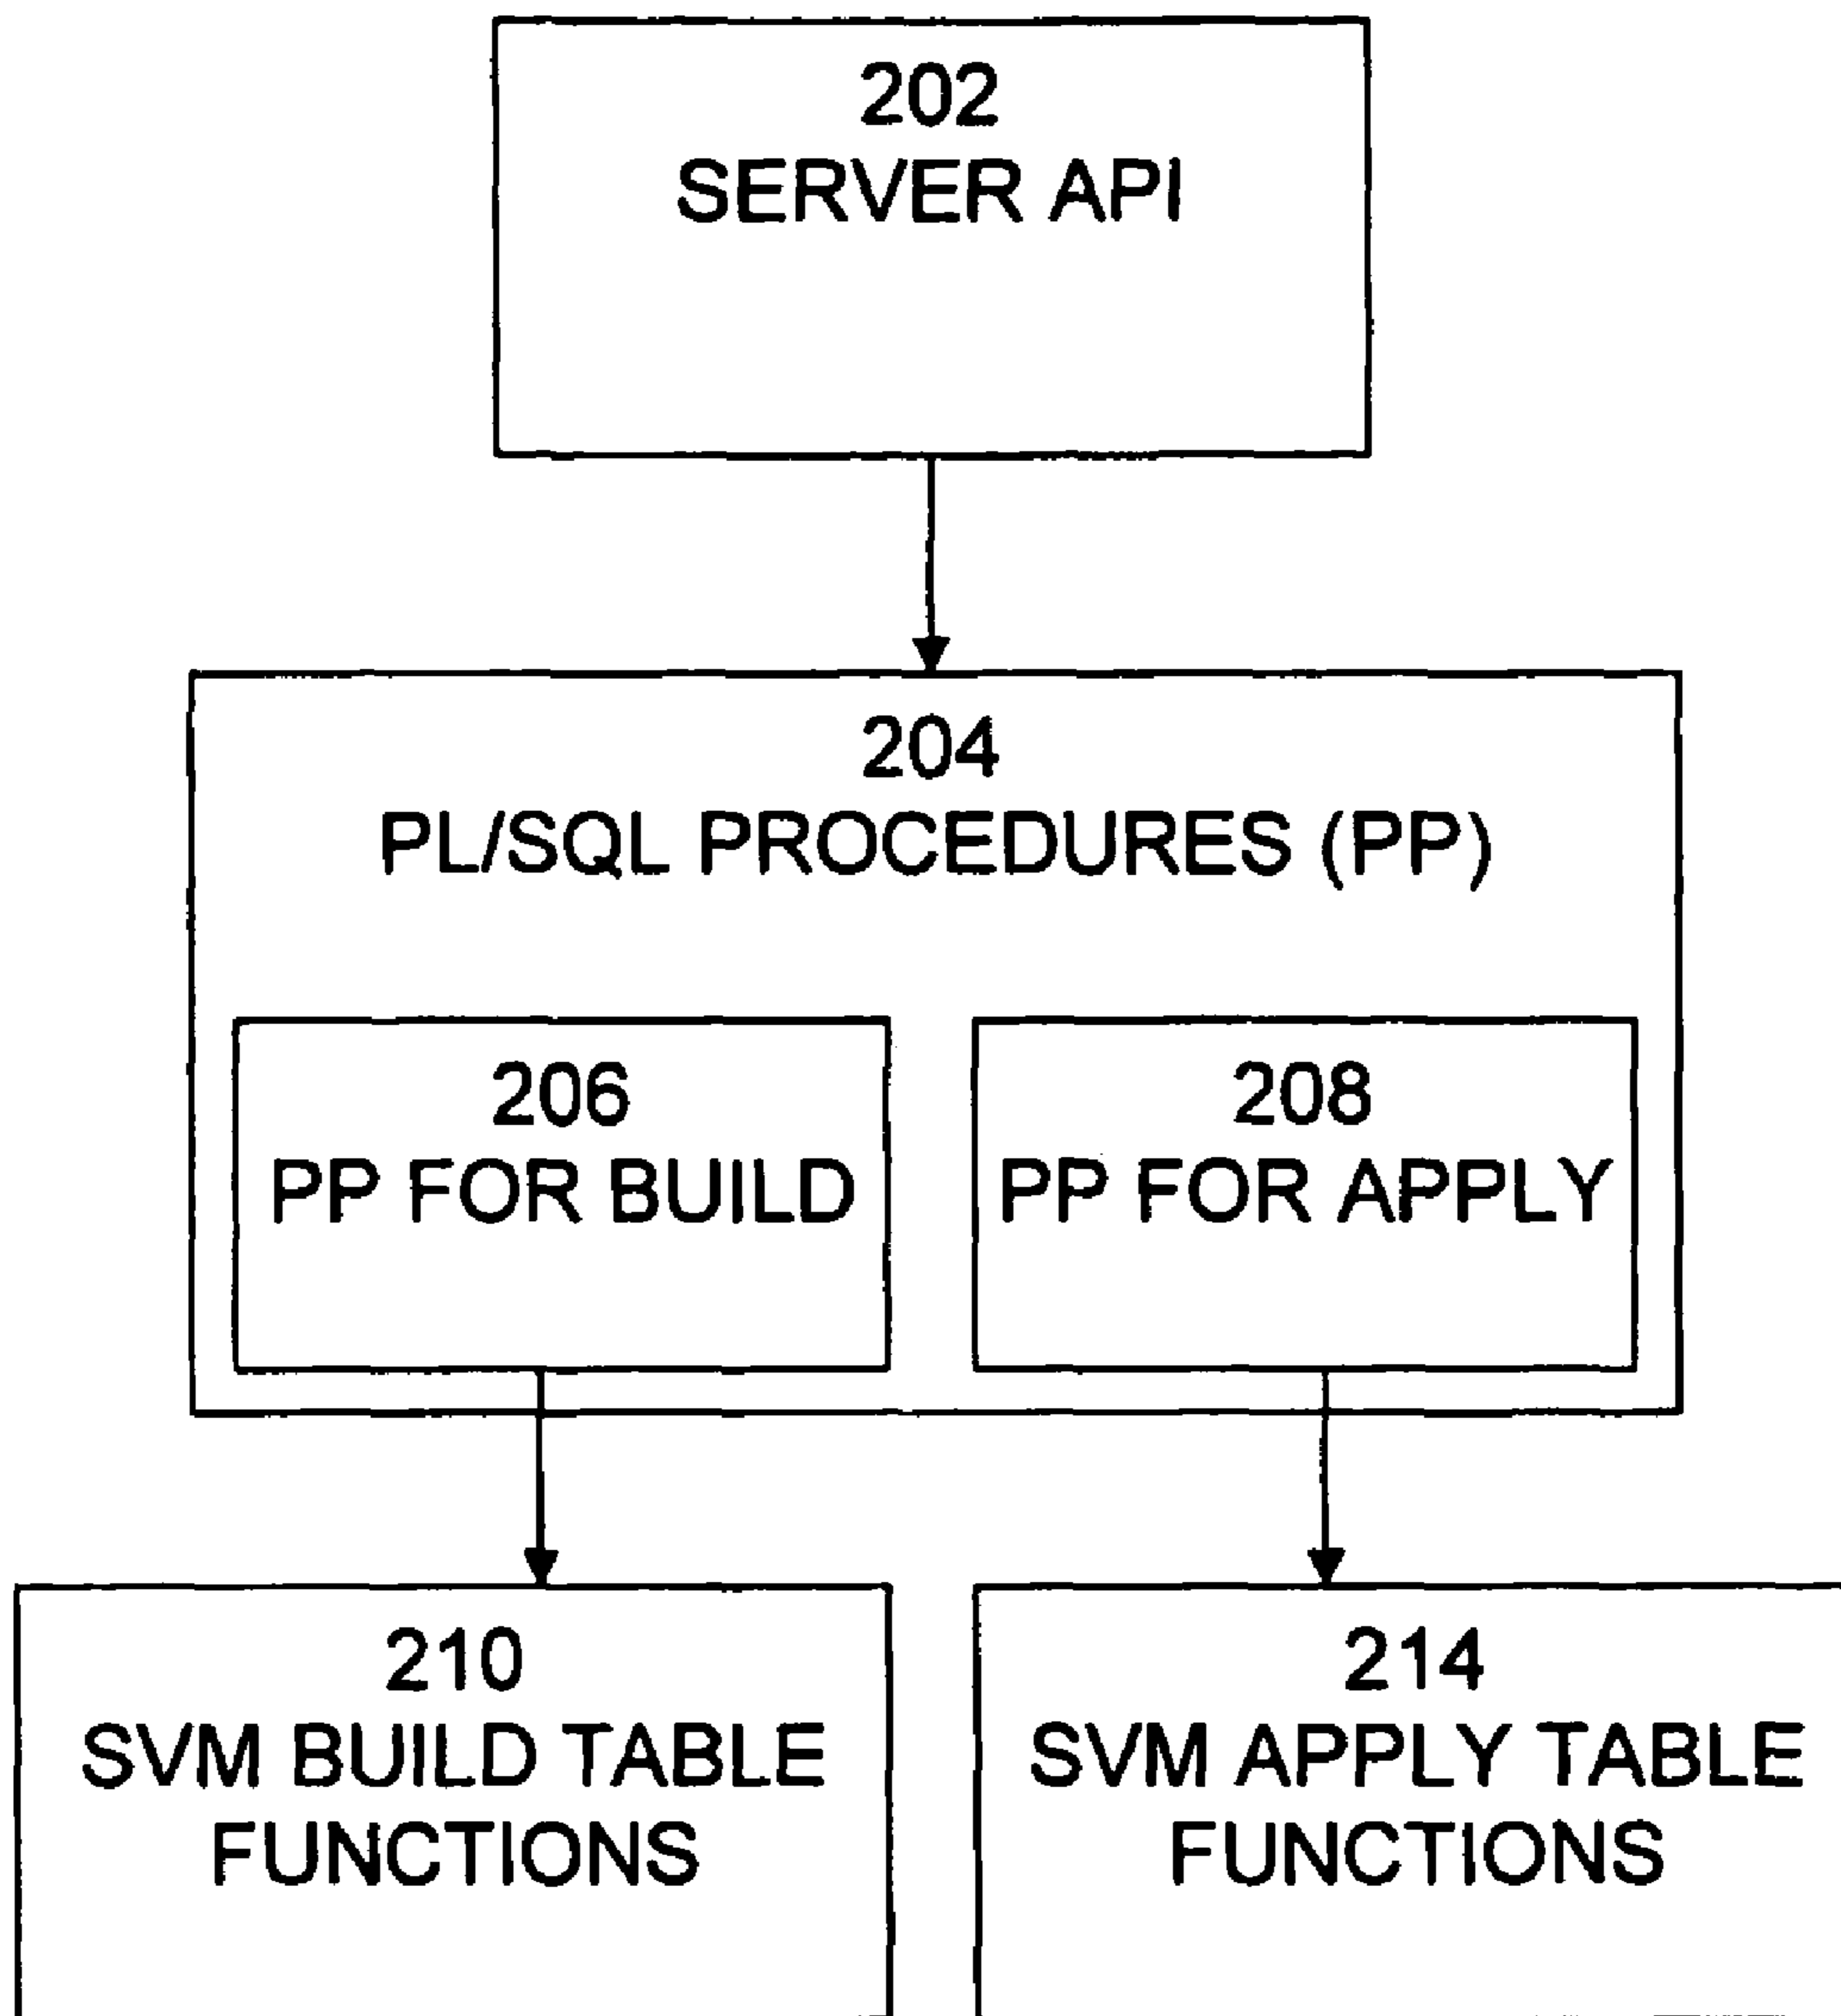 202
SERVER API
204
PL/SQL PROCEDURES (PP)
206
PP FOR BUILD
208
PP FOR APPLY
210
SVM BUILD TABLE
FUNCTIONS
214
SVM APPLY TABLE
FUNCTIONS